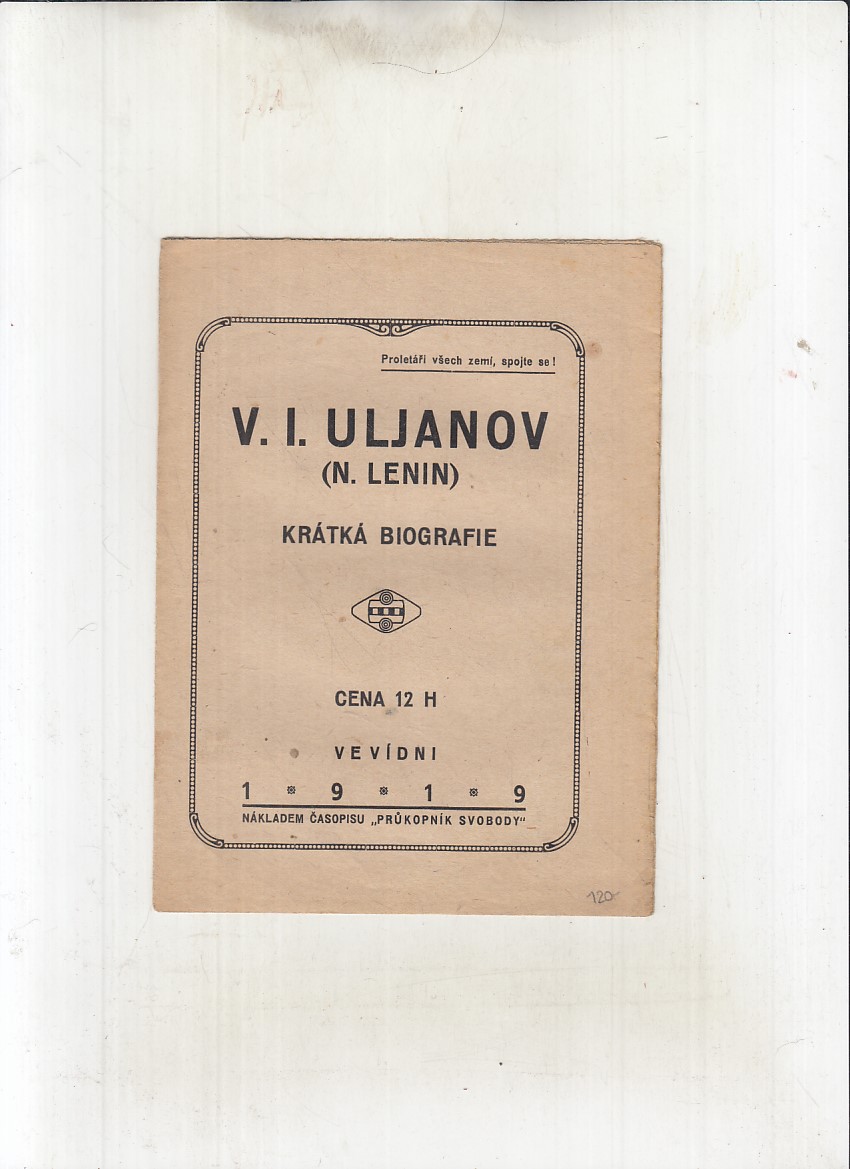 Proletáři všech zemí, spojte se!
V. I. ULJANOV
(N. LENIN)
KRÁTKÁ BIOGRAFIE
CENA 12 H
VE VÍDNI
1 9 1 9
NÁKLADEM ČASOPISU „PRŮKOPNÍK SVOBODY“
120-